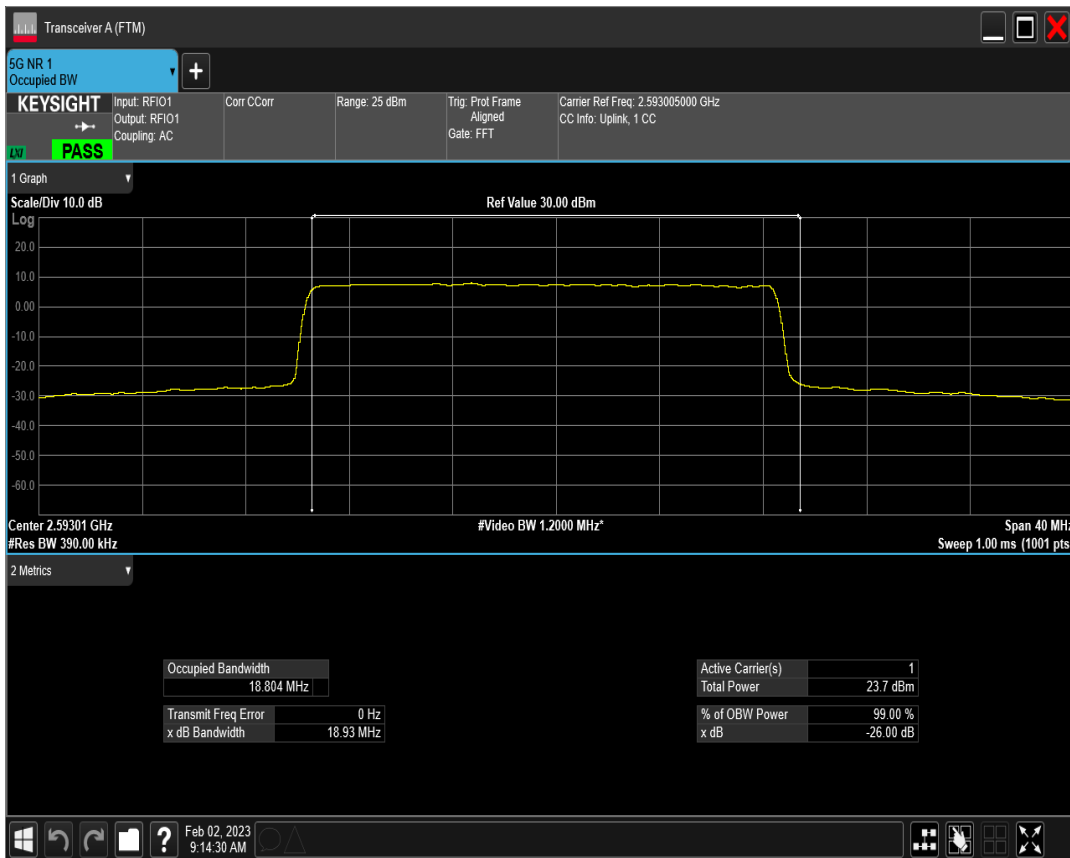 Transceiver A (FTM)
5G NR 1
Occupied BW
+
KEYSIGHT
LXI
PASS
Input: RFIO1
Output: RFIO1
Coupling: AC
Corr CCorr
Range: 25 dBm
Trig: Prot Frame
Aligned
Gate: FFT
Carrier Ref Freq: 2.593005000 GHz
CC Info: Uplink, 1 CC
1 Graph
Scale/Div 10.0 dB
Ref Value 30.00 dBm
Log
20.0
10.0
0.00
-10.0
-20.0
-30.0
-40.0
-50.0
-60.0
Center 2.59301 GHz
#Video BW 1.2000 MHz*
Span 40 MHz
#Res BW 390.00 kHz
Sweep 1.00 ms (1001 pts
2 Metrics
Occupied Bandwidth
18.804 MHz
Transmit Freq Error 0 Hz
x dB Bandwidth 18.93 MHz
Active Carrier(s) 1
Total Power 23.7 dBm
% of OBW Power 99.00 %
x dB -26.00 dB
?
Feb 02, 2023
9:14:30 AM